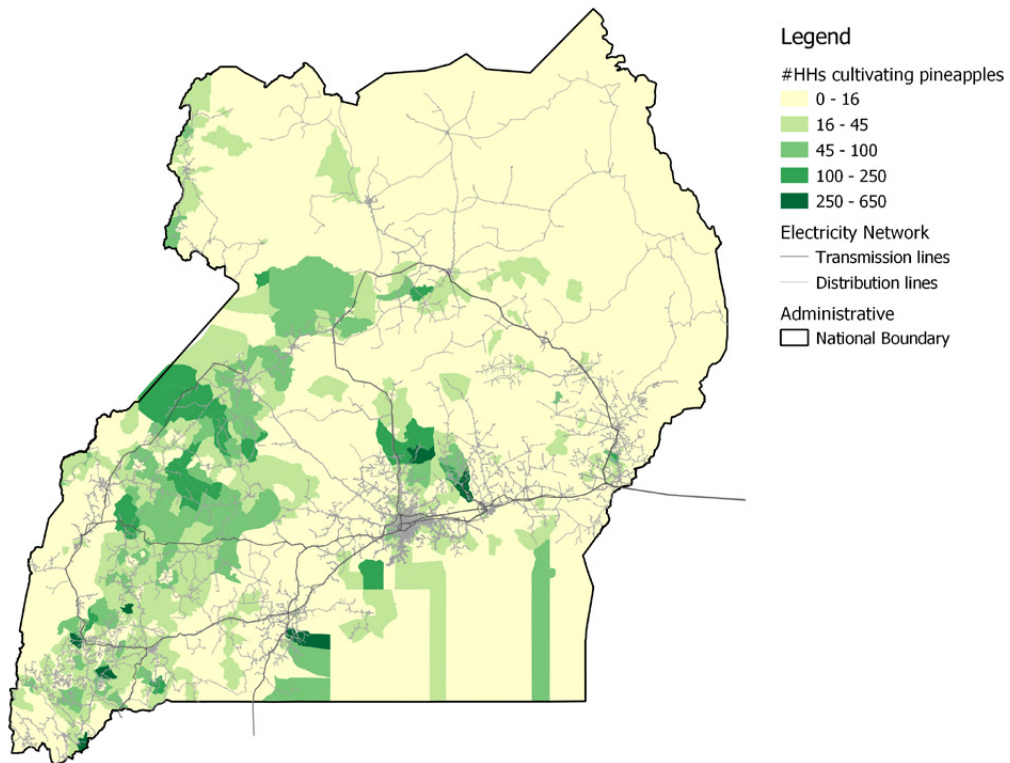 Legend
#HHs cultivating pineapples
0 - 16
16 - 45
45 - 100
100 - 250
250 - 650
Electricity Network
Transmission lines
Distribution lines
Administrative
National Boundary